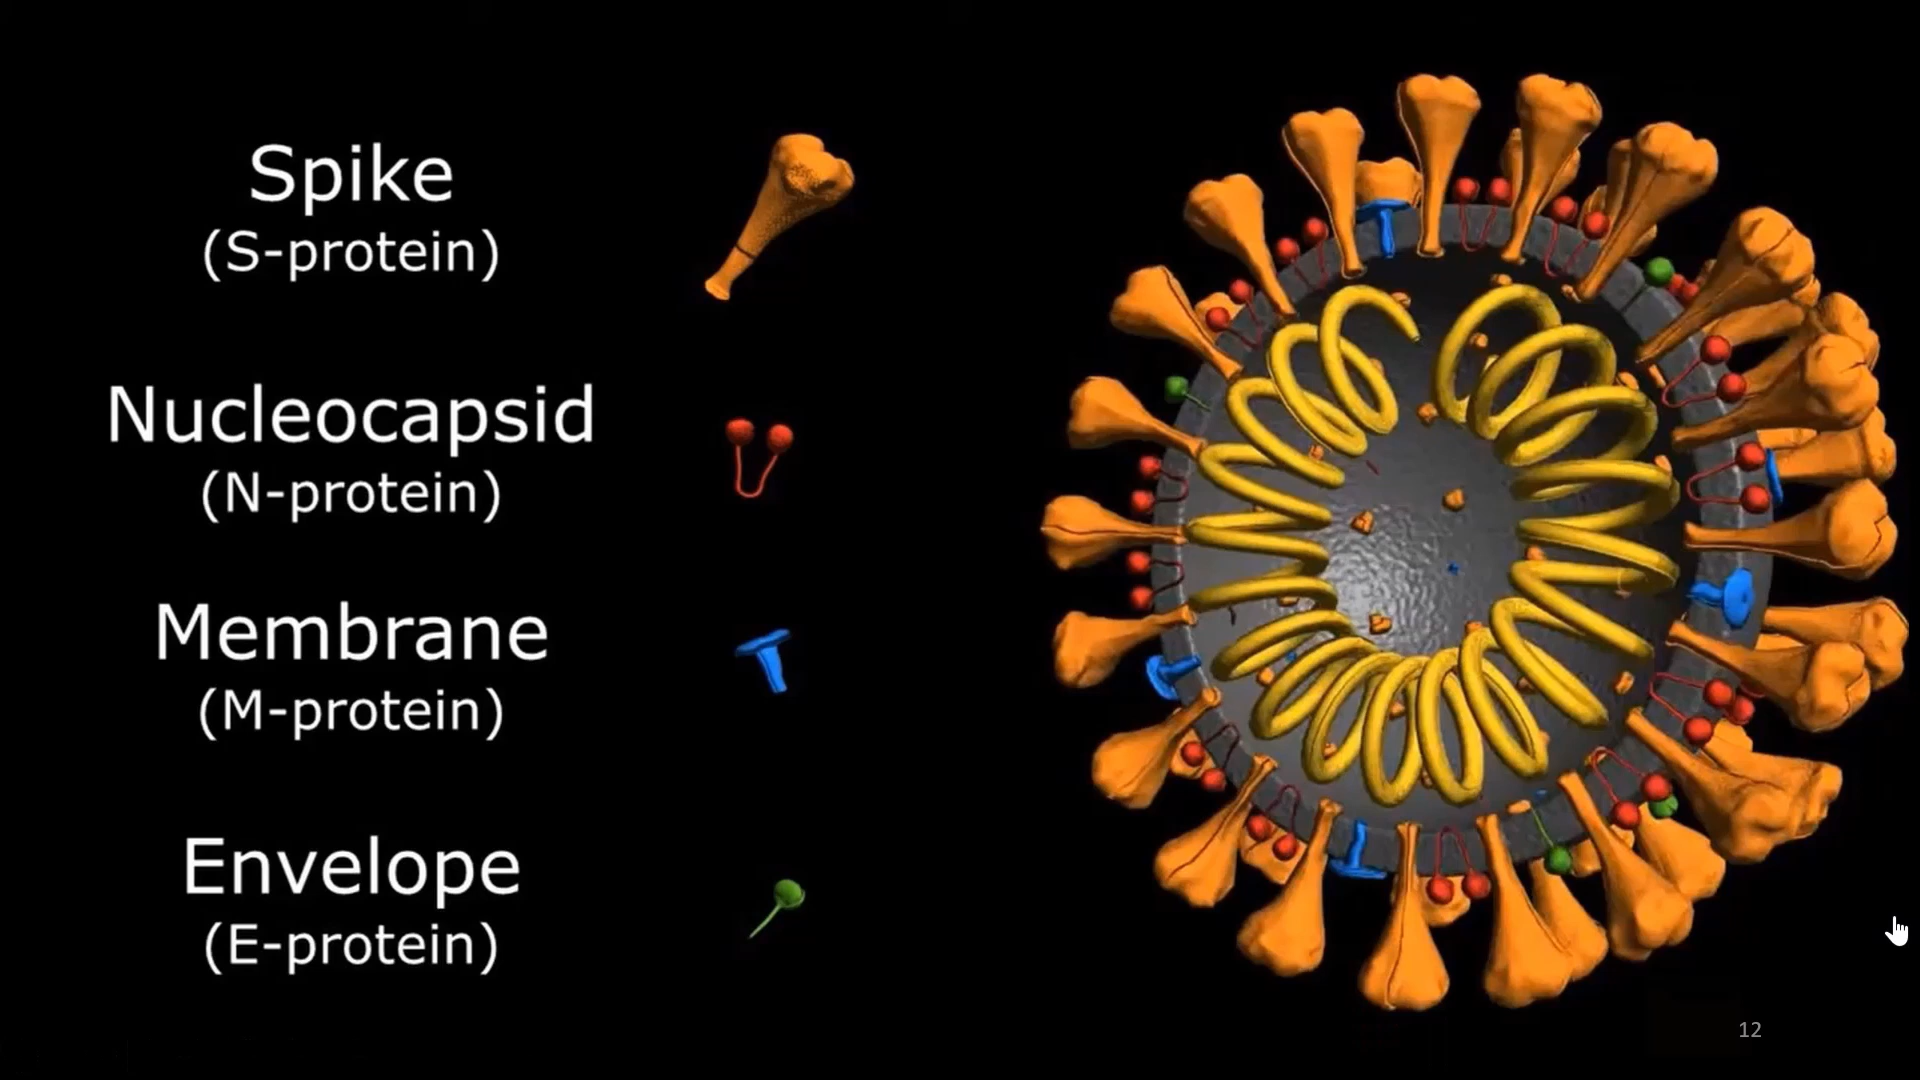 Spike
(S-protein)
Nucleocapsid
(N-protein)
Membrane
(M-protein)
Envelope
(E-protein)
12